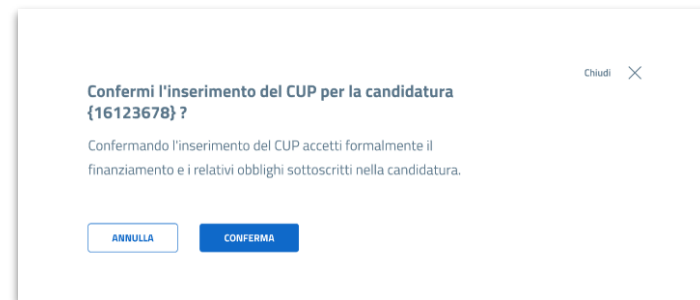 Chiudi
Confermi l'inserimento del CUP per la candidatura
{16123678} ?
Confermando l'inserimento del CUP accetti formalmente il
finanziamento e i relativi obblighi sottoscritti nella candidatura.
ANNULLA CONFERMA